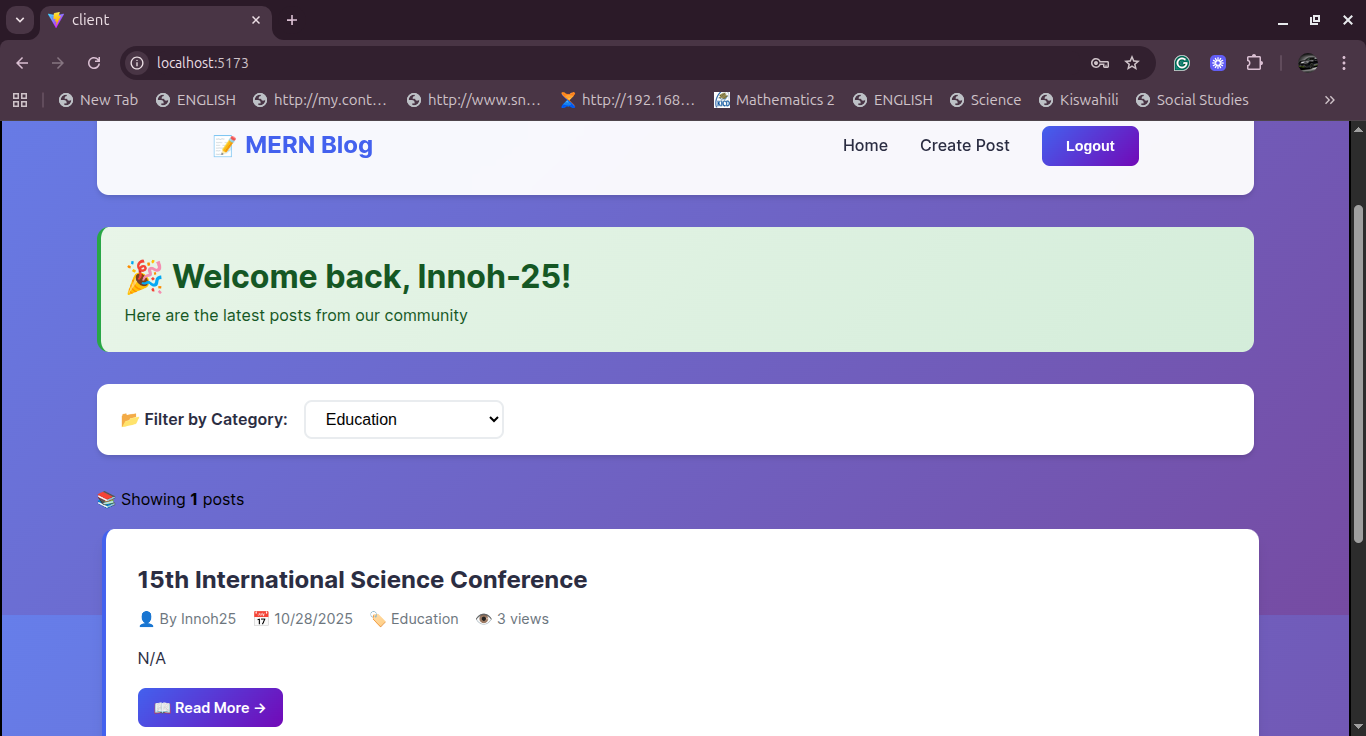 client
localhost:5173
New Tab
ENGLISH
http://my.cont…
http://www.sn…
http://192.168…
Mathematics 2
ENGLISH
Science
Kiswahili
Social Studies
»
📝 MERN Blog
Home
Create Post
Logout
🎉 Welcome back, Innoh-25!
Here are the latest posts from our community
📂 Filter by Category:
Education
📚 Showing 1 posts
15th International Science Conference
👤 By Innoh25 📅 10/28/2025 🏷️ Education 👁️ 3 views
N/A
📖 Read More →